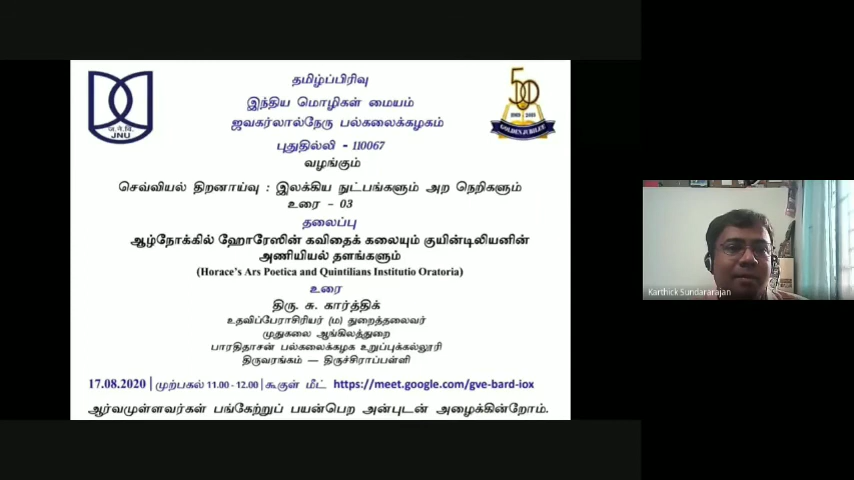 தமிழ்ப்பிரிவு
இந்திய மொழிகள் மையம்
ஜவகர்லால்நேரு பல்கலைக்கழகம்
புதுதில்லி - 110067
வழங்கும்
செவ்வியல் திறனாய்வு : இலக்கிய நுட்பங்களும் அற நெறிகளும்
உரை - 03
தலைப்பு
ஆழ்நோக்கில் ஹோரேஸின் கவிதைக் கலையும் குயின்டிலியனின்
அணியியல் தளங்களும்
(Horace's Ars Poetica and Quintilians Institutio Oratoria)
உரை
திரு. சு. கார்த்திக்
உதவிப்பேராசிரியர் (ம) துறைத்தலைவர்
முதுகலை ஆங்கிலத்துறை
பாரதிதாசன் பல்கலைக்கழக உறுப்புக்கல்லூரி
திருவரங்கம் — திருச்சிராப்பள்ளி
17.08.2020 | முற்பகல் 11.00 - 12.00 | கூகுள் மீட் https://meet.google.com/gve-bard-iox
ஆர்வமுள்ளவர்கள் பங்கேற்றுப் பயன்பெற அன்புடன் அழைக்கின்றோம்.
ज.ने.वि.
JNU
50
GOLDEN JUBILEE
Karthick Sundararajan